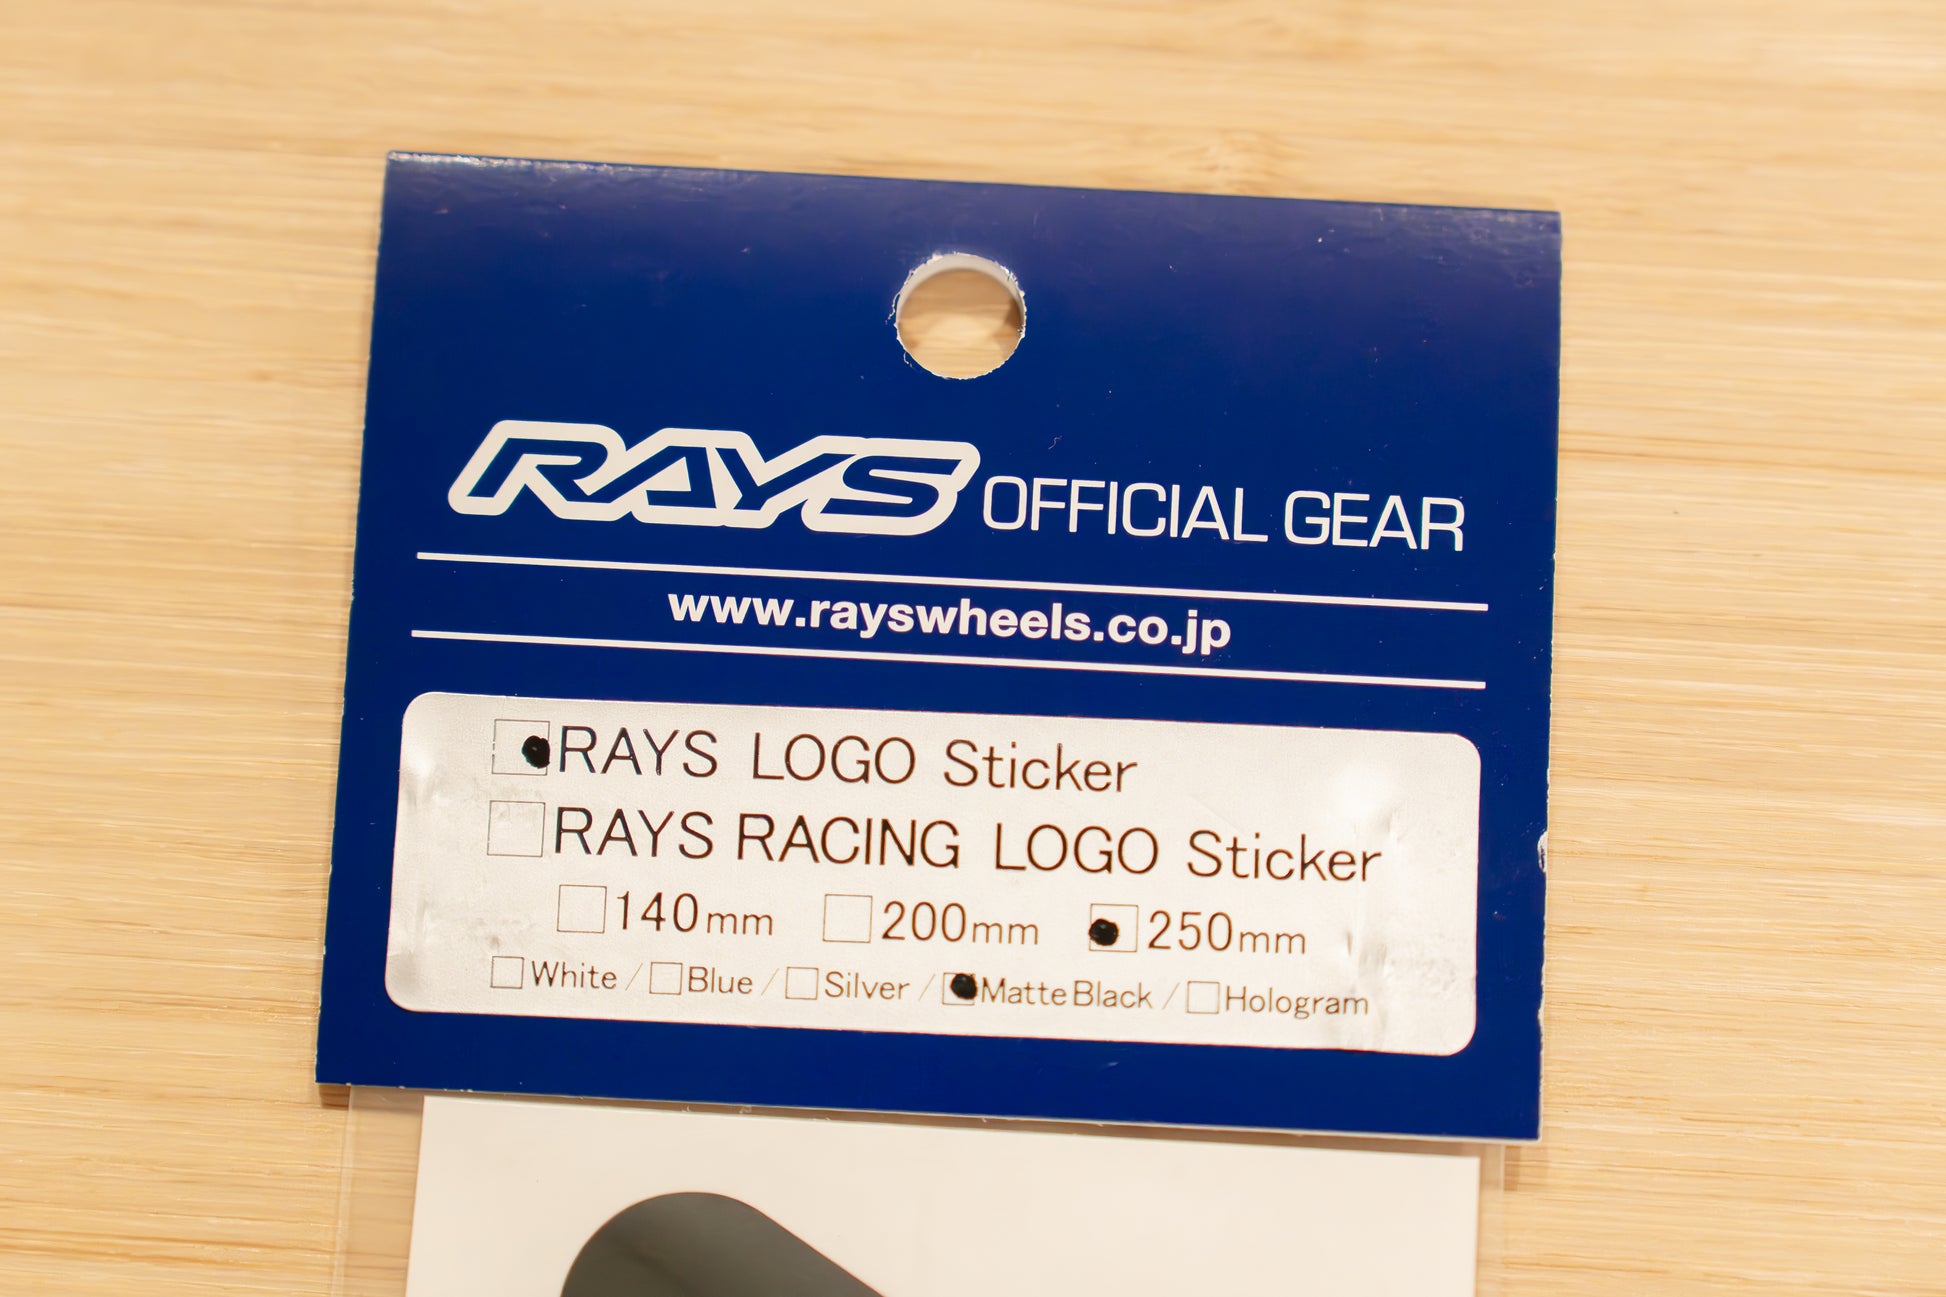 RAYS OFFICIAL GEAR
www.rayswheels.co.jp
RAYS LOGO Sticker
RAYS RACING LOGO Sticker
140mm 200mm 250mm
White / Blue / Silver / Matte Black / Hologram